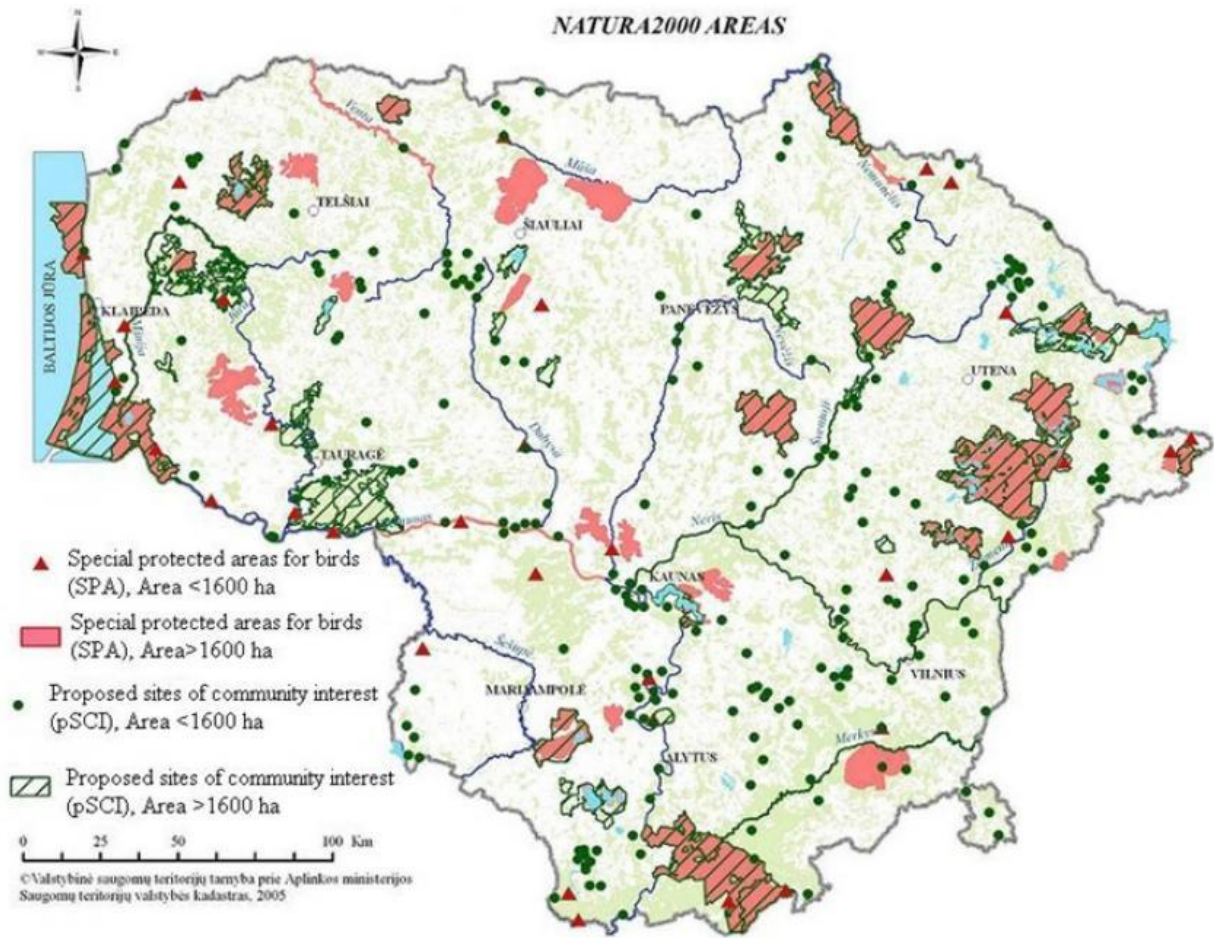 NATURA2000 AREAS
N
W
E
S
Venta
Mūša
Nemunėlis
TELŠIAI
ŠIAULIAI
BALTIJOS JŪRA
KLAIPĖDA
Minija
Jūra
PANEVĖŽYS
Nevėžis
UTENA
Šventoji
Dubysa
TAURAGĖ
Nemunas
Neris
Žeimena
KAUNAS
Šešupė
VILNIUS
MARIJAMPOLĖ
Merkys
ALYTUS
Special protected areas for birds
(SPA), Area <1600 ha
Special protected areas for birds
(SPA), Area>1600 ha
Proposed sites of community interest
(pSCI), Area <1600 ha
Proposed sites of community interest
(pSCI), Area >1600 ha
0 50 100 Km
©Valstybinė saugomų teritorijų tarnyba prie Aplinkos ministerijos
Saugomų teritorijų valstybės kadastras, 2005